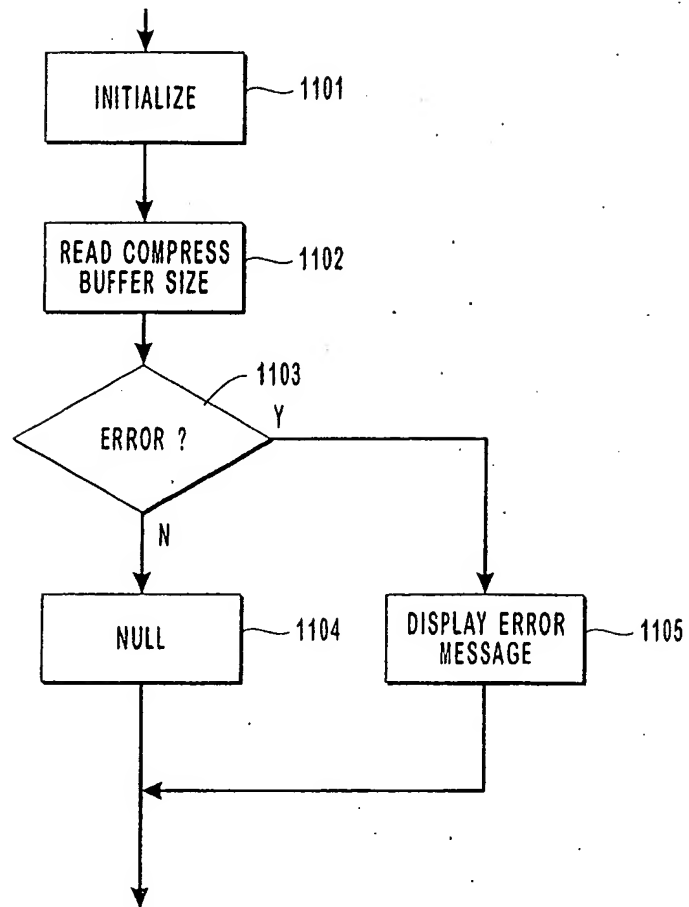 INITIALIZE
1101
READ COMPRESS
BUFFER SIZE
1102
1103
ERROR ?
Y
N
NULL
1104
DISPLAY ERROR
MESSAGE
1105